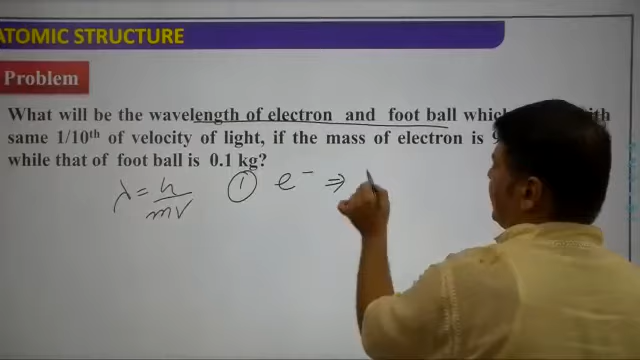 ATOMIC STRUCTURE
Problem
What will be the wavelength of electron and foot ball
same 1/10th of velocity of light, if the mass of electron is
while that of foot ball is 0.1 kg?
λ = h/mv ① e⁻ ⇒